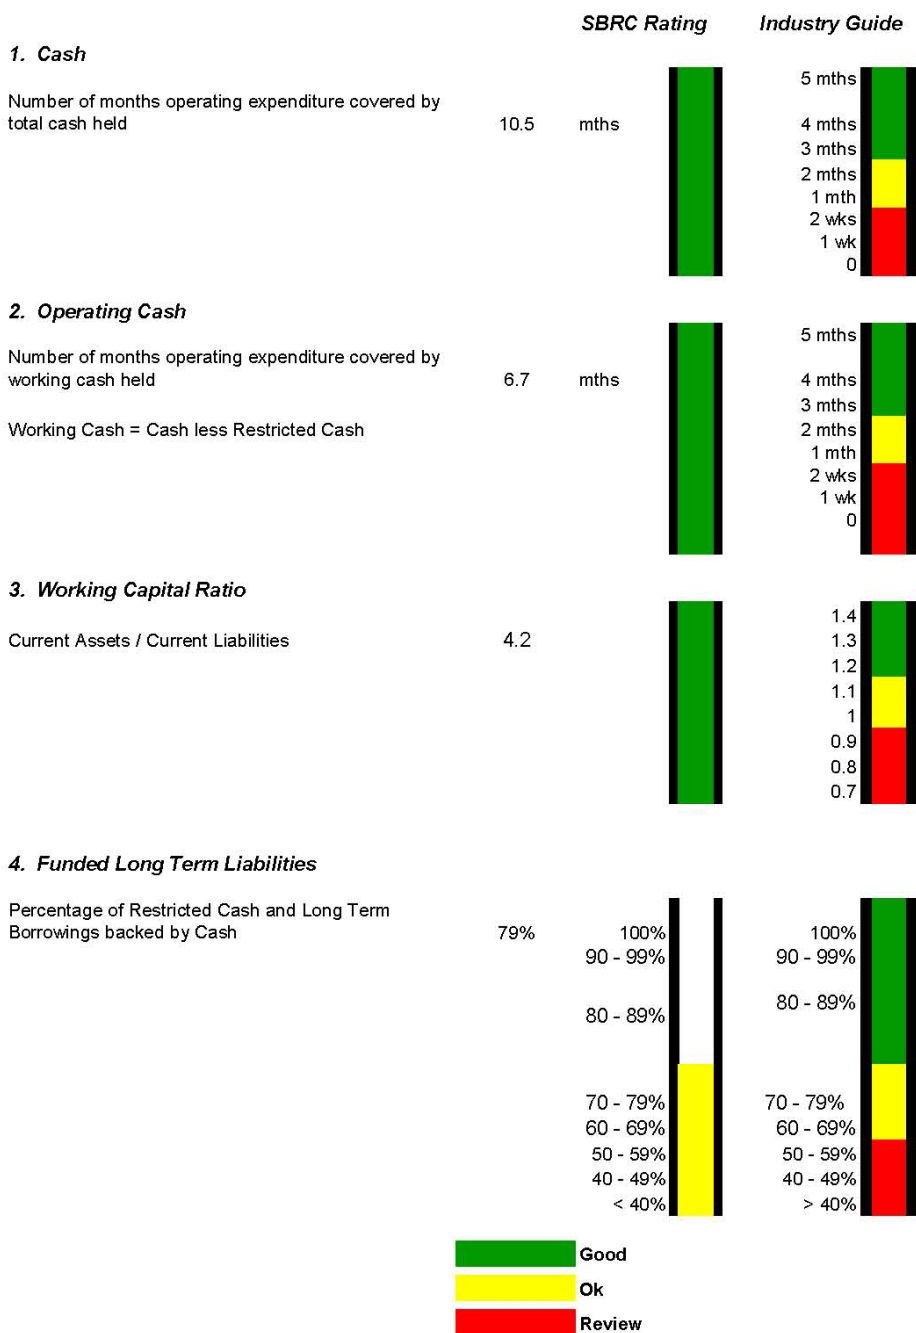 SBRC Rating Industry Guide
1. Cash
5 mths
Number of months operating expenditure covered by
total cash held 10.5 mths 4 mths
3 mths
2 mths
1 mth
2 wks
1 wk
0
2. Operating Cash
5 mths
Number of months operating expenditure covered by
working cash held 6.7 mths 4 mths
3 mths
Working Cash = Cash less Restricted Cash 2 mths
1 mth
2 wks
1 wk
0
3. Working Capital Ratio
1.4
Current Assets / Current Liabilities 4.2 1.3
1.2
1.1
1
0.9
0.8
0.7
4. Funded Long Term Liabilities
Percentage of Restricted Cash and Long Term
Borrowings backed by Cash 79% 100% 100%
90 - 99% 90 - 99%
80 - 89% 80 - 89%
70 - 79% 70 - 79%
60 - 69% 60 - 69%
50 - 59% 50 - 59%
40 - 49% 40 - 49%
< 40% > 40%
Good
Ok
Review